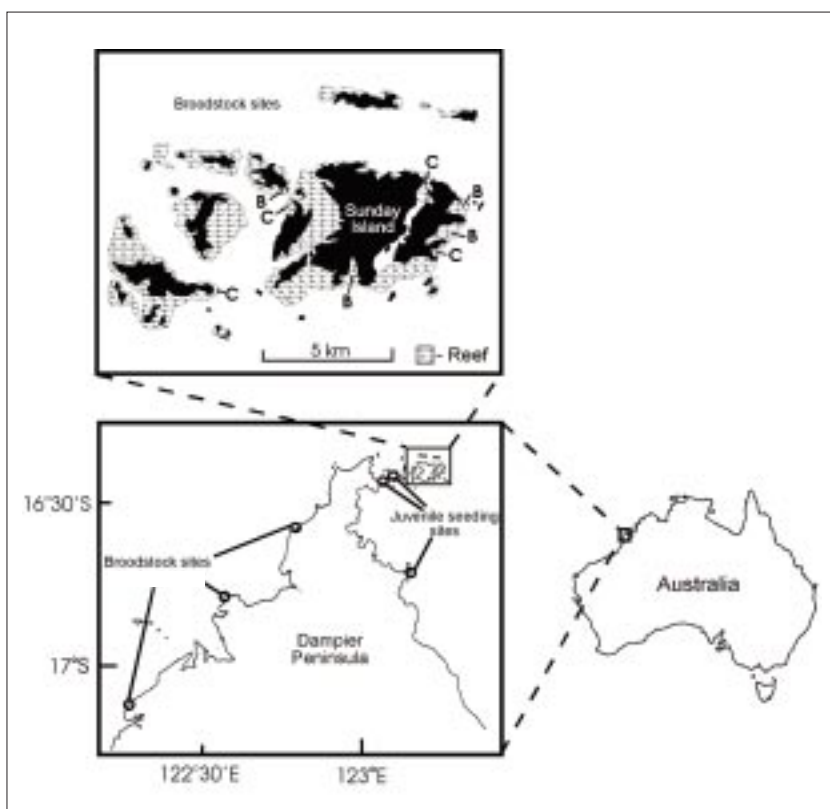 Broodstock sites
C
B
B
C
Sunday
Island
B
C
C
B
5 km
- Reef
16°30'S
Juvenile seeding
sites
Broodstock sites
Australia
Dampier
Peninsula
17°S
122°30'E
123°E